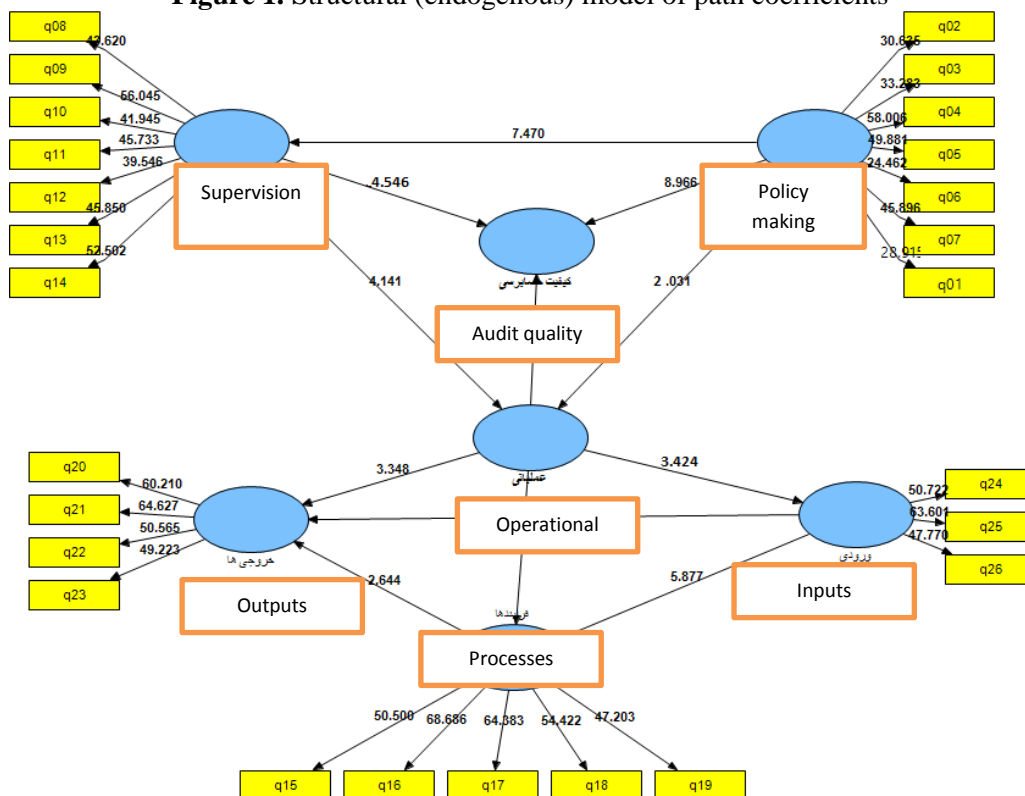 Figure 1. Structural (endogenous) model of path coefficients
q08
q02
q09
56.045
33.283
q03
q10
41.945
58.006
q04
q11
45.733
7.470
49.881
q05
q12
39.546
24.462
q06
Supervision
4.546
8.966
Policy
making
q13
45.850
45.896
q07
q14
52.502
q01
4.141
کیفیت
2.031
Audit quality
q20
60.210
3.348
عملیاتی
3.424
50.722
q24
q21
64.627
63.601
q25
q22
50.565
Operational
47.770
q26
q23
49.223
خروجی ها
ورودی
Outputs
2.644
5.877
Inputs
Processes
50.500
68.686
64.383
54.422
47.203
q15
q16
q17
q18
q19